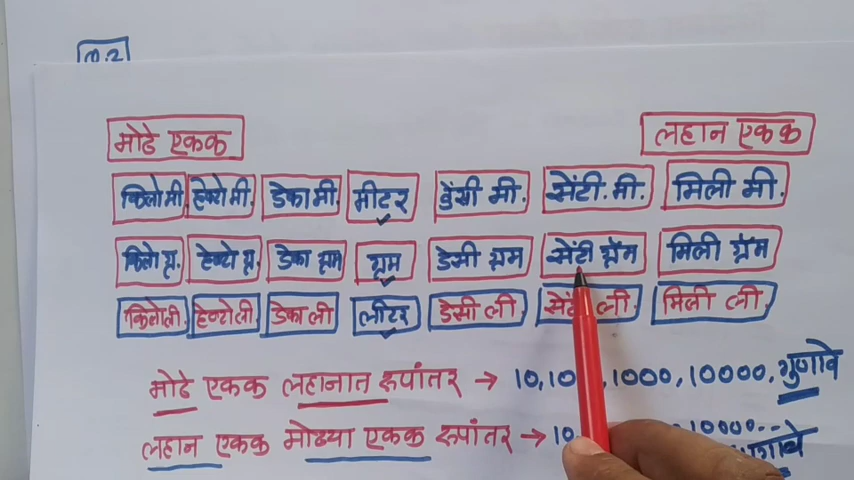 मोठे एकक लहान एकक
किलो मी. हेक्टो मी. डेका मी. मीटर डेसी मी. सेंटी. मी. मिली मी.
किलो ग्र. हेक्टो ग्र. डेका ग्रम ग्रम डेसी ग्रम सेंटी ग्रॅम मिली ग्रॅम
किलो ली. हेक्टो ली डेका ली लीटर डेसी ली सेंटी ली. मिली ली.
मोठे एकक लहानात रूपांतर → 10, 1000, 10000, गुणावे
लहान एकक मोठ्या एकक रूपांतर → 10